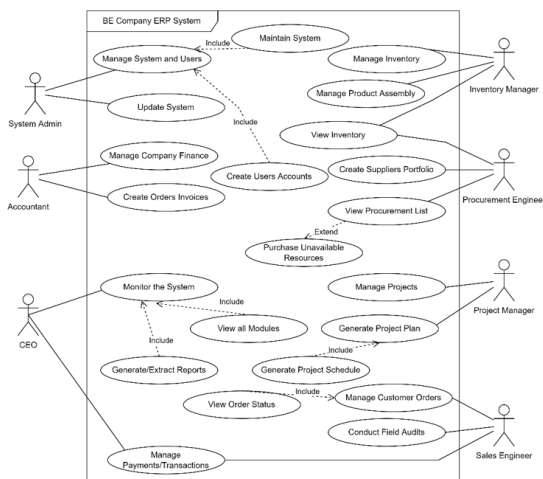 BE Company ERP System
Include
Maintain System
Manage System and Users
Manage Inventory
Inventory Manager
Manage Product Assembly
Update System
System Admin
Include
View Inventory
Manage Company Finance
Create Users Accounts
Create Suppliers Portfolio
Accountant
Create Orders Invoices
Procurement Enginee
View Procurement List
Extend
Purchase Unavailable
Resources
Monitor the System
Manage Projects
Include
View all Modules
Generate Project Plan
Project Manager
CEO
Include
Include
Generate/Extract Reports
Generate Project Schedule
Include
View Order Status
Manage Customer Orders
Conduct Field Audits
Manage
Payments/Transactions
Sales Engineer